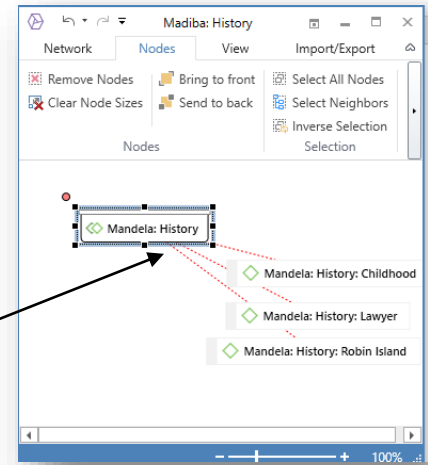 Madiba: History
Network Nodes View Import/Export
Remove Nodes Bring to front Select All Nodes
Clear Node Sizes Send to back Select Neighbors
Inverse Selection
Nodes Selection
Mandela: History
Mandela: History: Childhood
Mandela: History: Lawyer
Mandela: History: Robin Island
100%